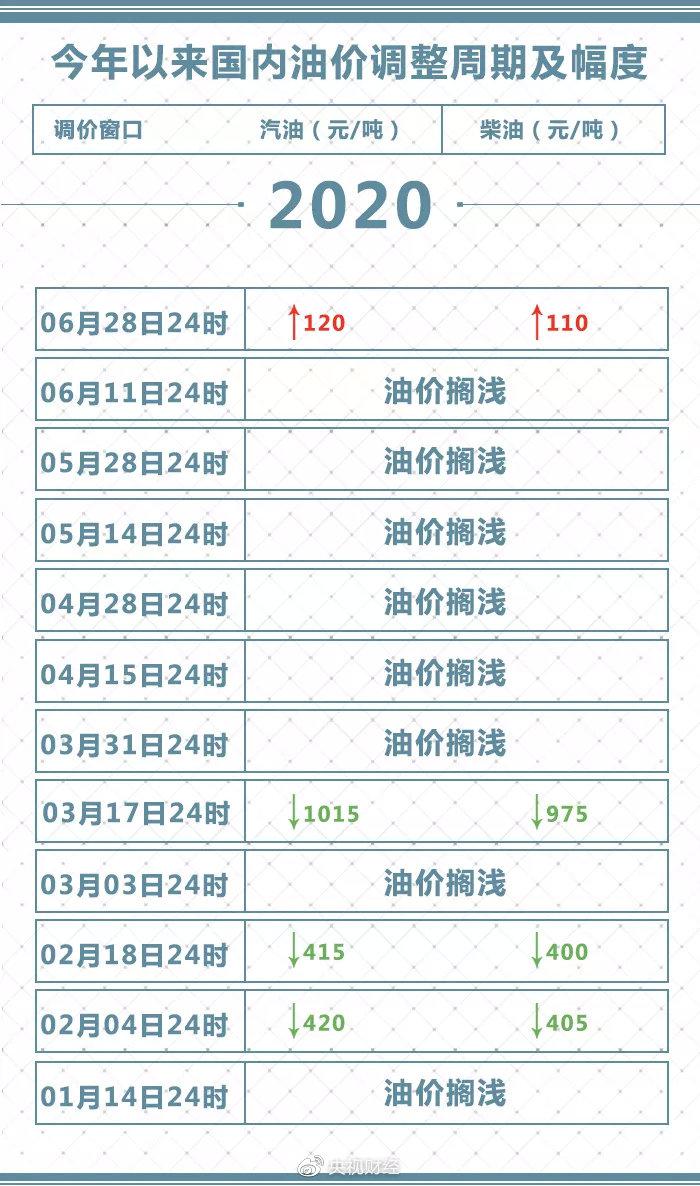 今年以来国内油价调整周期及幅度
调价窗口 汽油（元/吨） 柴油（元/吨）
2020
06月28日24时 ↑120 ↑110
06月11日24时 油价搁浅
05月28日24时 油价搁浅
05月14日24时 油价搁浅
04月28日24时 油价搁浅
04月15日24时 油价搁浅
03月31日24时 油价搁浅
03月17日24时 ↓1015 ↓975
03月03日24时 油价搁浅
02月18日24时 ↓415 ↓400
02月04日24时 ↓420 ↓405
01月14日24时 油价搁浅
央视财经